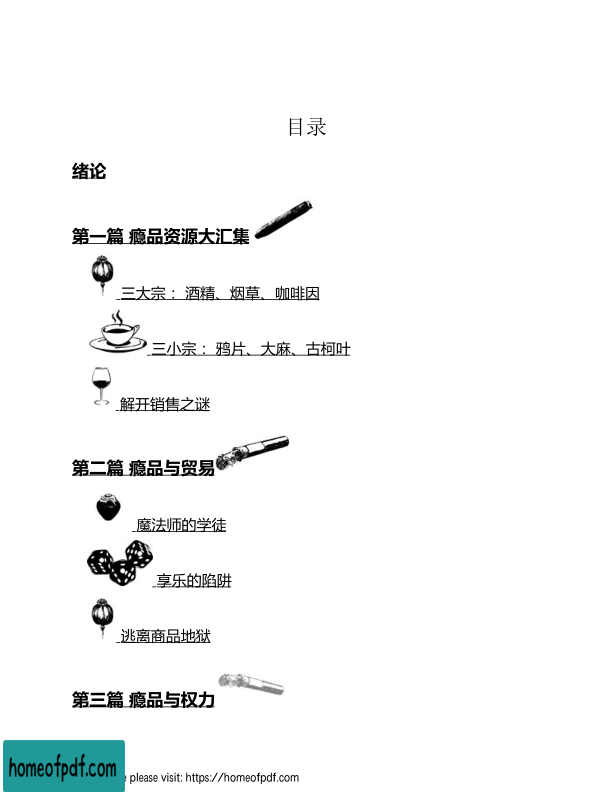 目录
绪论
第一篇 瘾品资源大汇集
三大宗： 酒精、烟草、咖啡因
三小宗： 鸦片、大麻、古柯叶
解开销售之谜
第二篇 瘾品与贸易
魔法师的学徒
享乐的陷阱
逃离商品地狱
第三篇 瘾品与权力
homeofpdf.com
please visit: https://homeofpdf.com